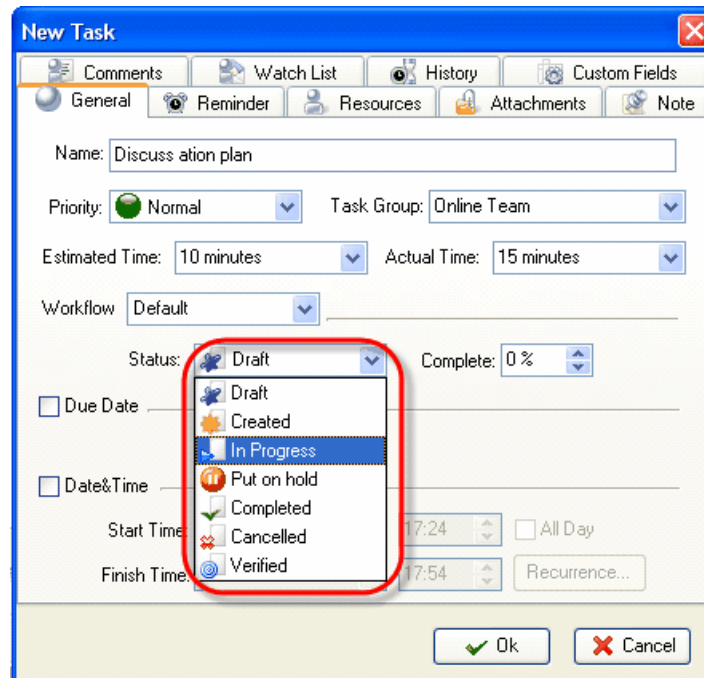 New Task
Comments Watch List History Custom Fields
General Reminder Resources Attachments Note
Name: Discuss ation plan
Priority: Normal Task Group: Online Team
Estimated Time: 10 minutes Actual Time: 15 minutes
Workflow Default
Status: Draft Complete: 0 %
Draft
Due Date
Created
In Progress
Put on hold
Date&Time
Completed
Start Time 17:24 All Day
Cancelled
Verified
Finish Time: 17:54 Recurrence...
Ok Cancel